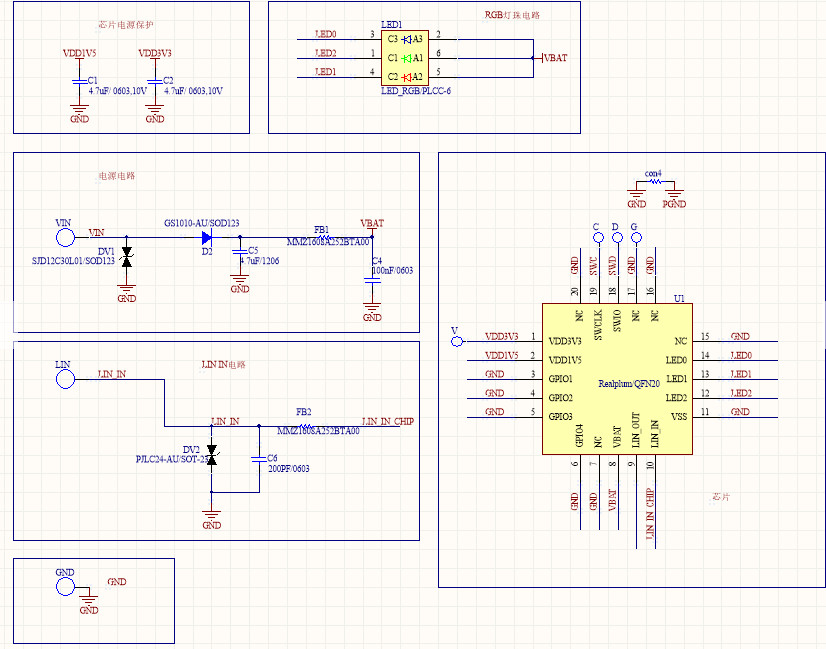 芯片电源保护
VDD1V5
VDD3V3
C1
4.7uF/ 0603,10V
C2
4.7uF/ 0603,10V
GND
GND
RGB灯珠电路
LED1
LED0
3
C3
A3
2
LED2
1
C1
A1
6
VBAT
LED1
4
C2
A2
5
LED_RGB/PLCC-6
电源电路
VIN
VIN
GS1010-AU/SOD123
D2
DV1
SJD12C30L01/SOD123
C5
4.7uF/1206
FB1
MMZ1608A252BTA00
VBAT
C4
100nF/0603
GND
GND
GND
LIN IN电路
LIN
LIN_IN
LIN_IN
FB2
MMZ1608A252BTA00
LIN_IN_CHIP
DV2
PJLC24-AU/SOT-23
C6
200PF/0603
GND
GND
GND
GND
con4
GND
PGND
C
D
G
GND
SWC
SWD
GND
GND
20
19
18
17
16
U1
NC
SWCLK
SWIO
NC
NC
V
VDD3V3
1
VDD3V3
NC
15
GND
VDD1V5
2
VDD1V5
LED0
14
LED0
GND
3
GPIO1
Realplum/QFN20
LED1
13
LED1
GND
4
GPIO2
LED2
12
LED2
GND
5
GPIO3
VSS
11
GND
GPIO4
NC
VBAT
LIN_OUT
LIN_IN
6
7
8
9
10
GND
GND
VBAT
LIN_IN_CHIP
芯片